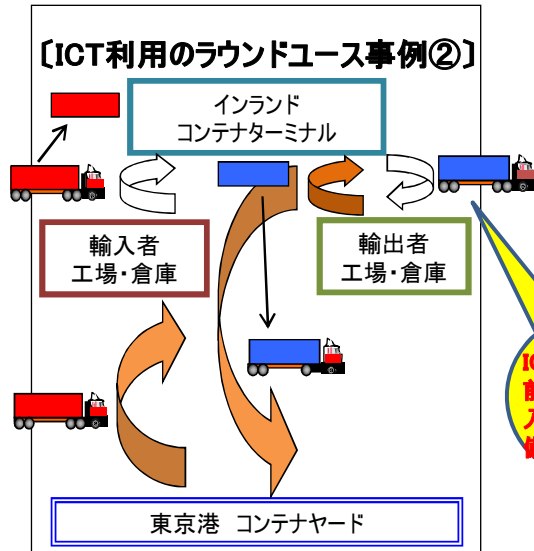 〔ICT利用のラウンドユース事例②〕
インランド
コンテナターミナル
輸入者
工場・倉庫
輸出者
工場・倉庫
東京港 コンテナヤード